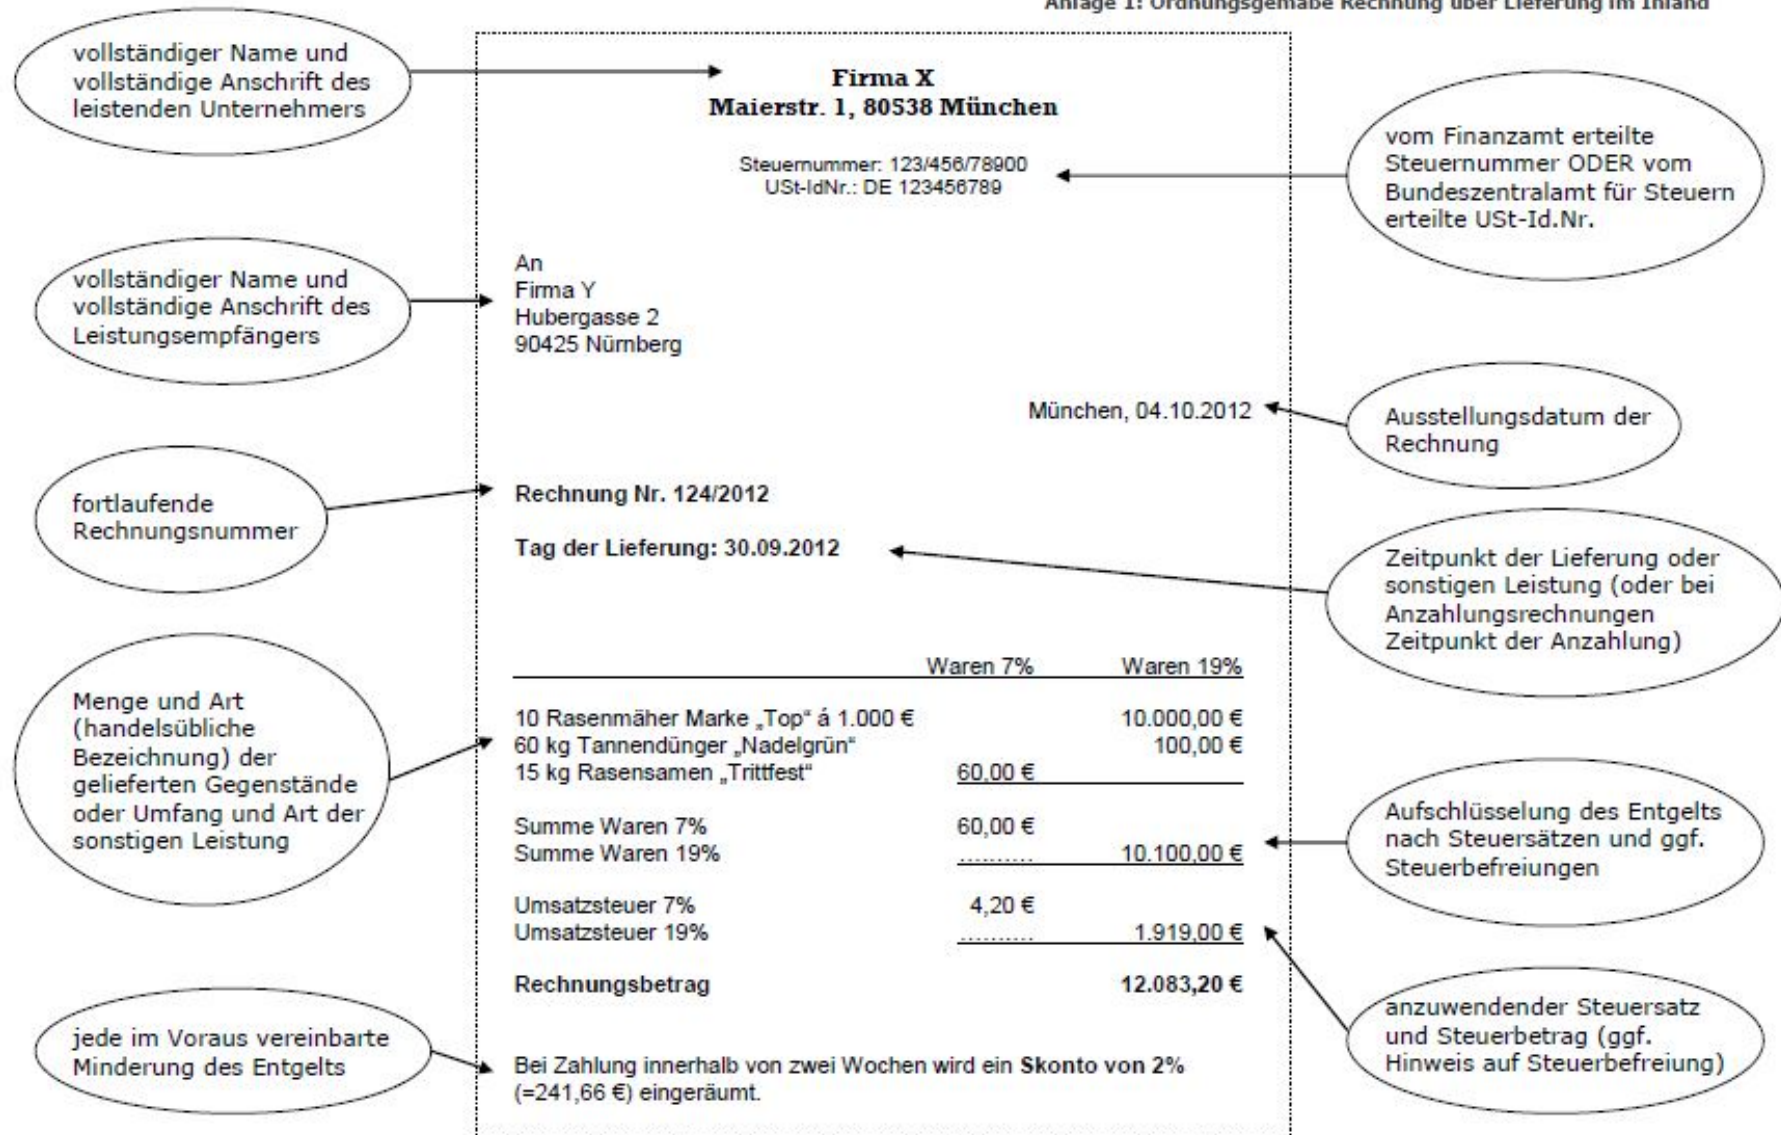 Anlage 1: Ordnungsgemäße Rechnung über Lieferung im Inland
vollständiger Name und
vollständige Anschrift des
leistenden Unternehmers
Firma X
Maierstr. 1, 80538 München
Steuernummer: 123/456/78900
USt-IdNr.: DE 123456789
vom Finanzamt erteilte
Steuernummer ODER vom
Bundeszentralamt für Steuern
erteilte USt-Id.Nr.
vollständiger Name und
vollständige Anschrift des
Leistungsempfängers
An
Firma Y
Hubergasse 2
90425 Nürnberg
München, 04.10.2012
Ausstellungsdatum der
Rechnung
fortlaufende
Rechnungsnummer
Rechnung Nr. 124/2012
Tag der Lieferung: 30.09.2012
Zeitpunkt der Lieferung oder
sonstigen Leistung (oder bei
Anzahlungsrechnungen
Zeitpunkt der Anzahlung)
Menge und Art
(handelsübliche
Bezeichnung) der
gelieferten Gegenstände
oder Umfang und Art der
sonstigen Leistung
Waren 7% Waren 19%
10 Rasenmäher Marke „Top“ á 1.000 € 10.000,00 €
60 kg Tannendünger „Nadelgrün“ 100,00 €
15 kg Rasensamen „Trittfest“ 60,00 €
Summe Waren 7% 60,00 €
Summe Waren 19% .......... 10.100,00 €
Umsatzsteuer 7% 4,20 €
Umsatzsteuer 19% .......... 1.919,00 €
Rechnungsbetrag 12.083,20 €
Aufschlüsselung des Entgelts
nach Steuersätzen und ggf.
Steuerbefreiungen
anzuwendender Steuersatz
und Steuerbetrag (ggf.
Hinweis auf Steuerbefreiung)
jede im Voraus vereinbarte
Minderung des Entgelts
Bei Zahlung innerhalb von zwei Wochen wird ein Skonto von 2%
(=241,66 €) eingeräumt.